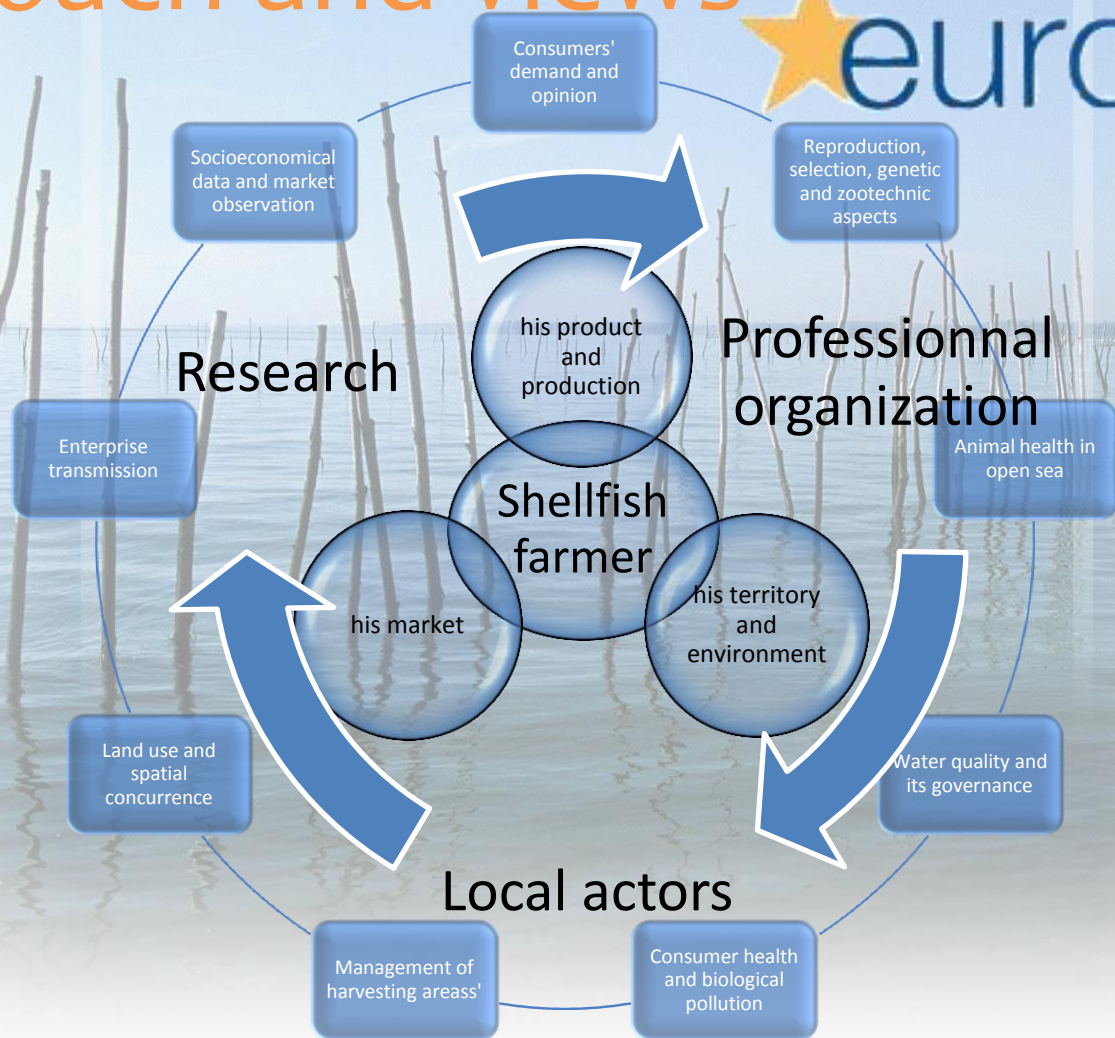 and views
Consumers'
demand and
opinion
Socioeconomical
data and market
observation
Reproduction,
selection, genetic
and zootechnic
aspects
his product
and
production
Research
Professionnal
organization
Enterprise
transmission
Animal health in
open sea
Shellfish
farmer
his market
his territory
and
environment
Land use and
spatial
concurrence
Water quality and
its governance
Local actors
Management of
harvesting areass'
Consumer health
and biological
pollution